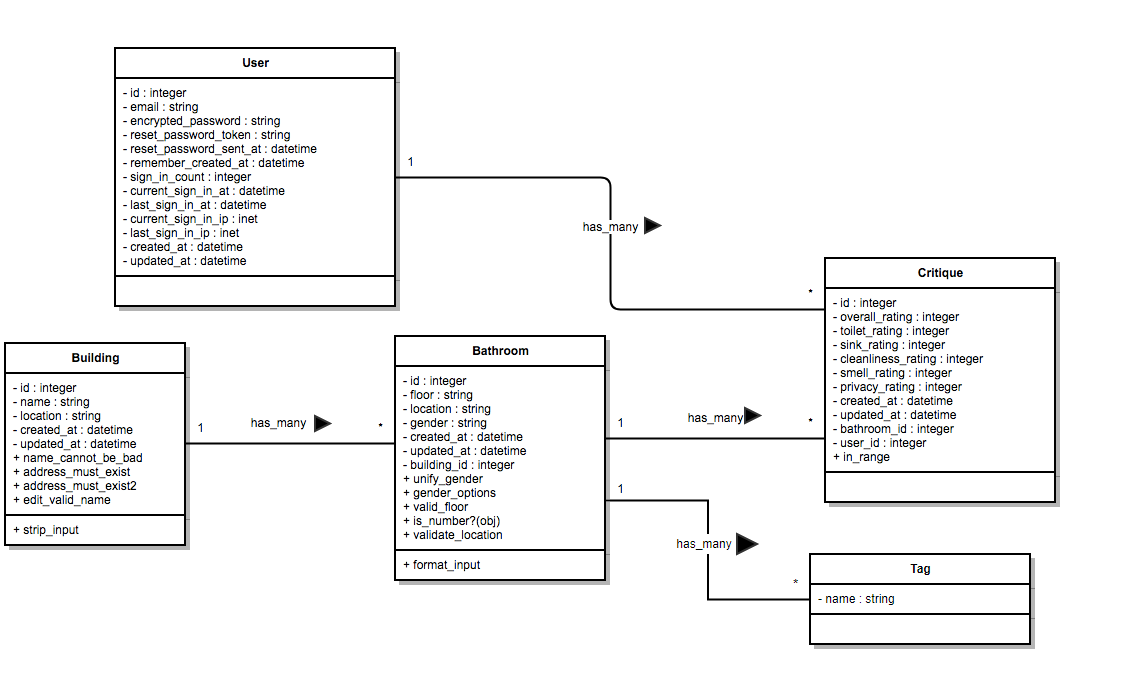 User
- id : integer
- email : string
- encrypted_password : string
- reset_password_token : string
- reset_password_sent_at : datetime
- remember_created_at : datetime
- sign_in_count : integer
- current_sign_in_at : datetime
- last_sign_in_at : datetime
- current_sign_in_ip : inet
- last_sign_in_ip : inet
- created_at : datetime
- updated_at : datetime
1
has_many
*
Critique
- id : integer
- overall_rating : integer
- toilet_rating : integer
- sink_rating : integer
- cleanliness_rating : integer
- smell_rating : integer
- privacy_rating : integer
- created_at : datetime
- updated_at : datetime
- bathroom_id : integer
- user_id : integer
+ in_range
Building
- id : integer
- name : string
- location : string
- created_at : datetime
- updated_at : datetime
+ name_cannot_be_bad
+ address_must_exist
+ address_must_exist2
+ edit_valid_name
+ strip_input
1
has_many
*
Bathroom
- id : integer
- floor : string
- location : string
- gender : string
- created_at : datetime
- updated_at : datetime
- building_id : integer
+ unify_gender
+ gender_options
+ valid_floor
+ is_number?(obj)
+ validate_location
+ format_input
1
has_many
*
1
has_many
*
Tag
- name : string